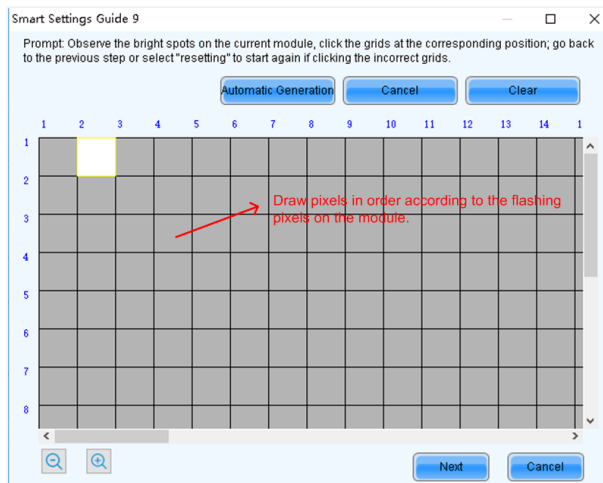 Smart Settings Guide 9
Prompt: Observe the bright spots on the current module, click the grids at the corresponding position; go back
to the previous step or select "resetting" to start again if clicking the incorrect grids.
Automatic Generation Cancel Clear
1 2 3 4 5 6 7 8 9 10 11 12 13 14 1
1
2
Draw pixels in order according to the flashing
3
pixels on the module.
4
5
6
7
8
Next Cancel